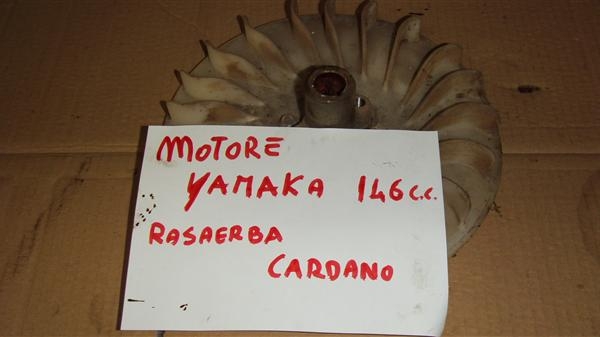 MOTORE
YAMAKA 146 c.c.
RASAERBA
CARDANO